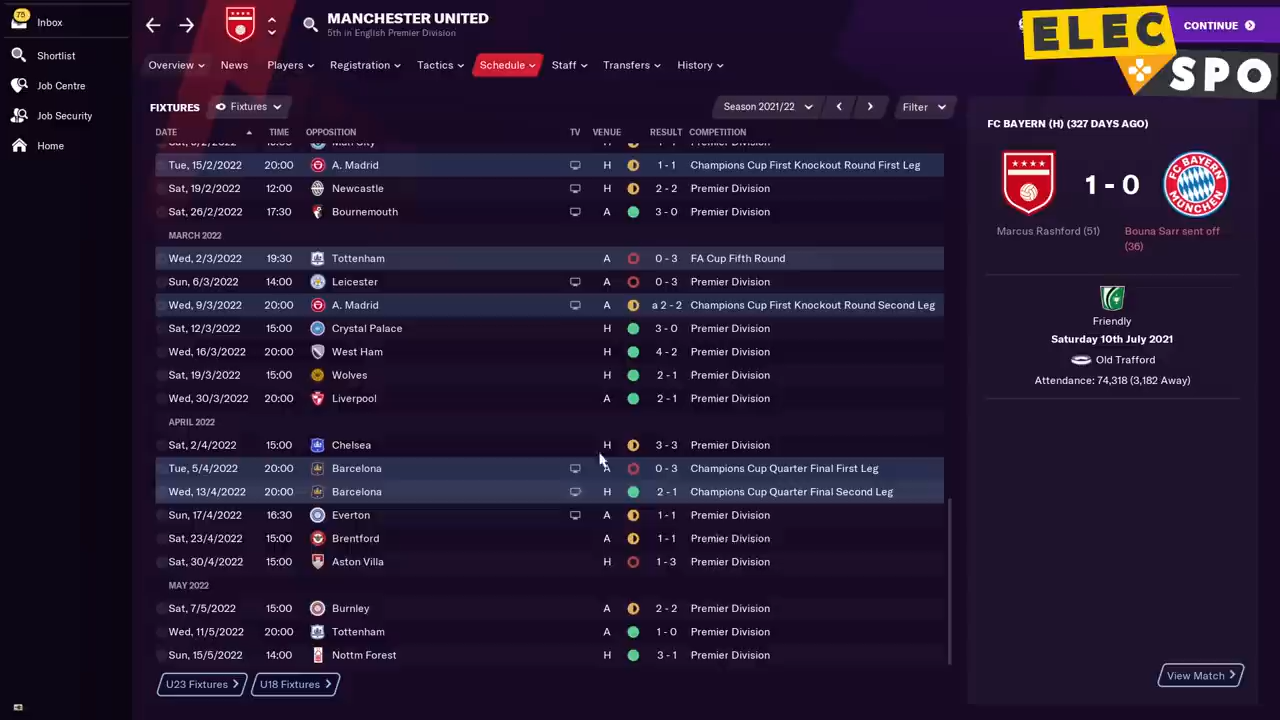 75
Inbox
Shortlist
Job Centre
Job Security
Home
MANCHESTER UNITED
5th in English Premier Division
CONTINUE
ELEC
SPO
Overview News Players Registration Tactics Schedule Staff Transfers History
FIXTURES Fixtures Season 2021/22 Filter
DATE TIME OPPOSITION TV VENUE RESULT COMPETITION
Tue, 15/2/2022 20:00 A. Madrid H 1 - 1 Champions Cup First Knockout Round First Leg
Sat, 19/2/2022 12:00 Newcastle H 2 - 2 Premier Division
Sat, 26/2/2022 17:30 Bournemouth A 3 - 0 Premier Division
MARCH 2022
Wed, 2/3/2022 19:30 Tottenham A 0 - 3 FA Cup Fifth Round
Sun, 6/3/2022 14:00 Leicester A 0 - 3 Premier Division
Wed, 9/3/2022 20:00 A. Madrid A a 2 - 2 Champions Cup First Knockout Round Second Leg
Sat, 12/3/2022 15:00 Crystal Palace H 3 - 0 Premier Division
Wed, 16/3/2022 20:00 West Ham H 4 - 2 Premier Division
Sat, 19/3/2022 15:00 Wolves H 2 - 1 Premier Division
Wed, 30/3/2022 20:00 Liverpool A 2 - 1 Premier Division
APRIL 2022
Sat, 2/4/2022 15:00 Chelsea H 3 - 3 Premier Division
Tue, 5/4/2022 20:00 Barcelona A 0 - 3 Champions Cup Quarter Final First Leg
Wed, 13/4/2022 20:00 Barcelona H 2 - 1 Champions Cup Quarter Final Second Leg
Sun, 17/4/2022 16:30 Everton A 1 - 1 Premier Division
Sat, 23/4/2022 15:00 Brentford A 1 - 1 Premier Division
Sat, 30/4/2022 15:00 Aston Villa H 1 - 3 Premier Division
MAY 2022
Sat, 7/5/2022 15:00 Burnley A 2 - 2 Premier Division
Wed, 11/5/2022 20:00 Tottenham A 1 - 0 Premier Division
Sun, 15/5/2022 14:00 Nottm Forest H 3 - 1 Premier Division
U23 Fixtures U18 Fixtures
FC BAYERN (H) (327 DAYS AGO)
1 - 0
FC BAYERN
MÜNCHEN
Marcus Rashford (51) Bouna Sarr sent off
(36)
Friendly
Saturday 10th July 2021
Old Trafford
Attendance: 74,318 (3,182 Away)
View Match